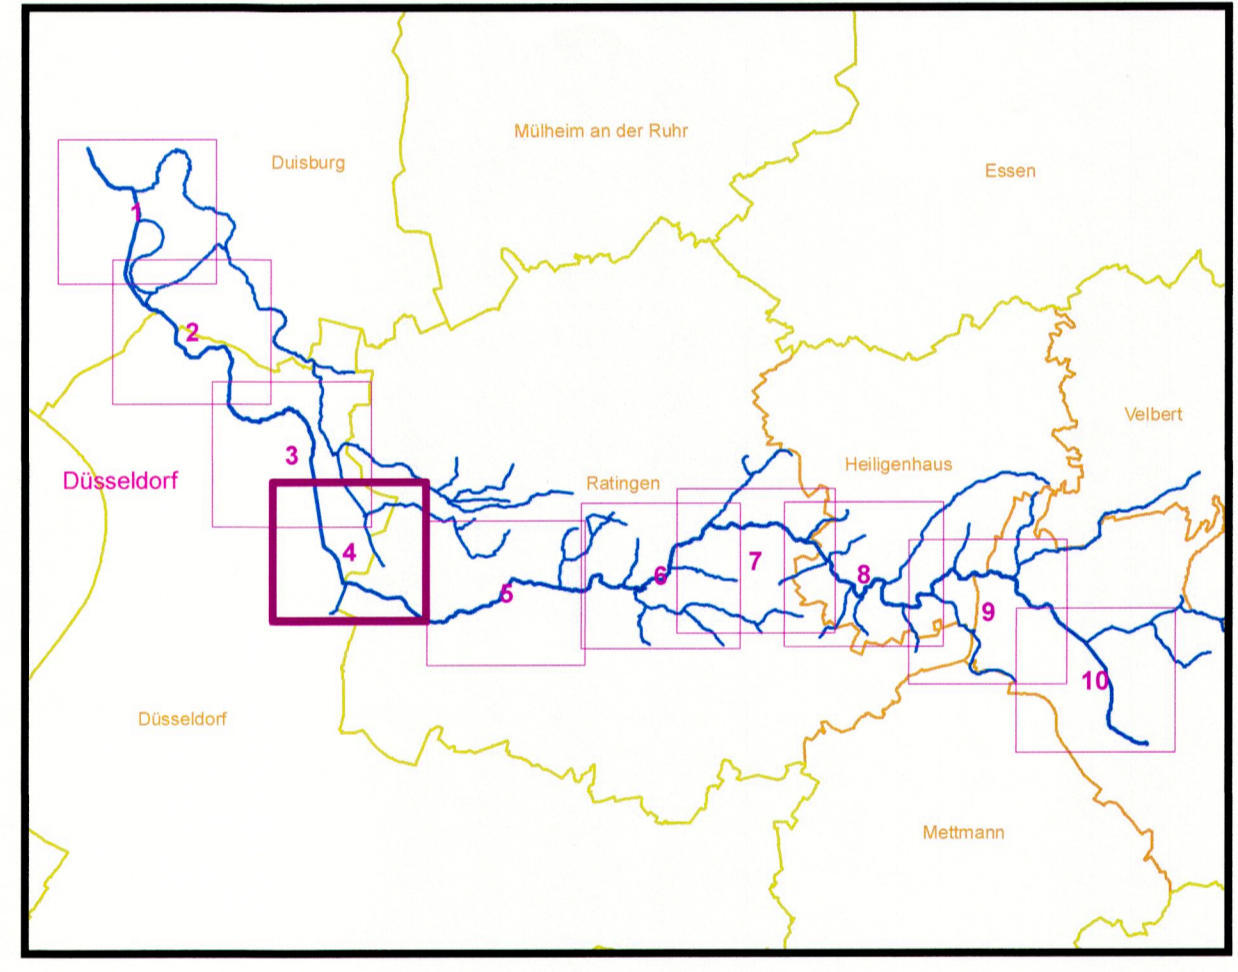 Mülheim an der Ruhr
Duisburg
Essen
1
2
Velbert
3
Heiligenhaus
Düsseldorf
Ratingen
4
7
8
6
5
9
10
Düsseldorf
Mettmann